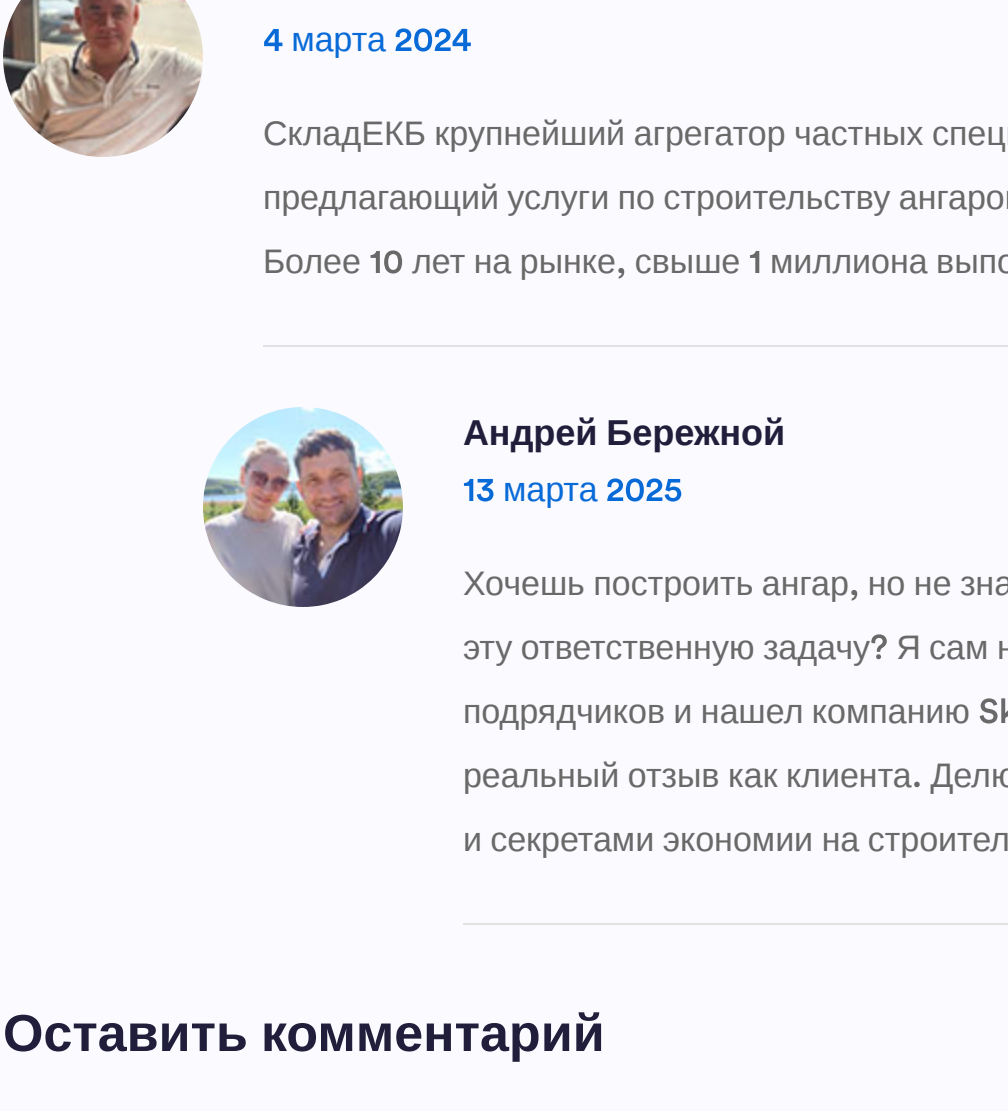 4 марта 2024
СкладЕКБ крупнейший агрегатор частных спец
предлагающий услуги по строительству ангаро
Более 10 лет на рынке, свыше 1 миллиона выпо
Андрей Бережной
13 марта 2025
Хочешь построить ангар, но не зна
эту ответственную задачу? Я сам н
подрядчиков и нашел компанию Sk
реальный отзыв как клиента. Делю
и секретами экономии на строител
Оставить комментарий